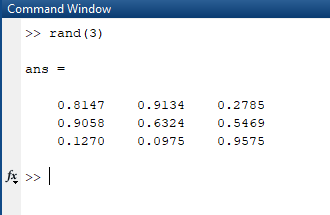 Command Window
>> rand(3)
ans =
0.8147 0.9134 0.2785
0.9058 0.6324 0.5469
0.1270 0.0975 0.9575
fx >>